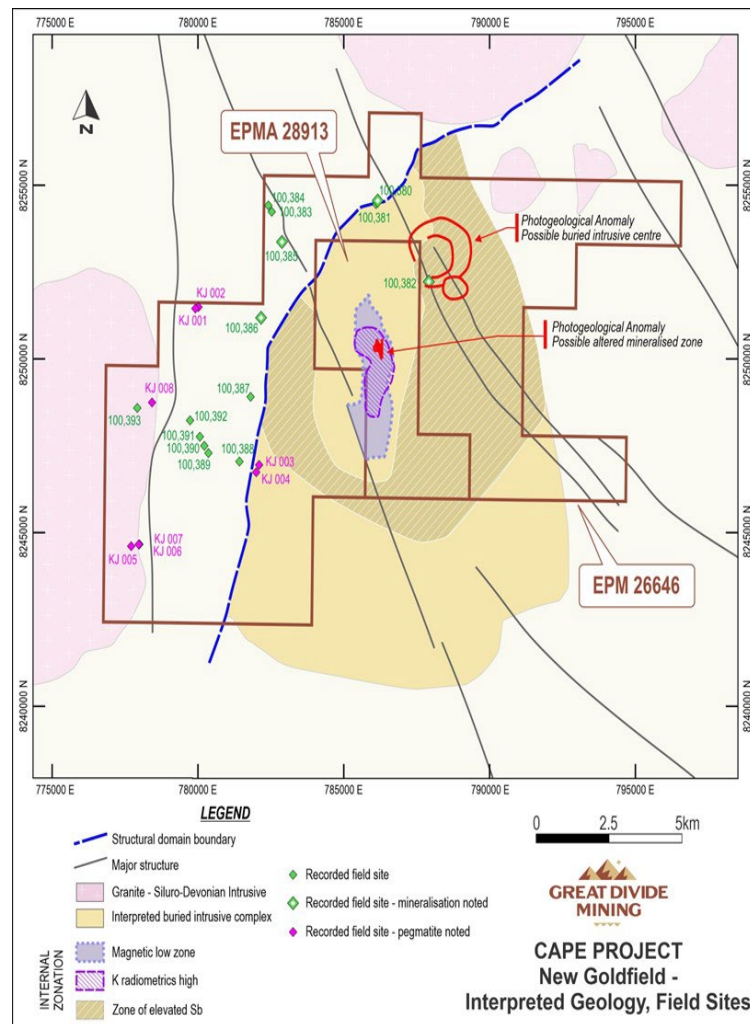 775000 E
780000 E
785000 E
790000 E
795000 E
8255000 N
8255000 N
N
EPMA 28913
100,384
100,383
100,380
100,381
100,385
Photogeological Anomaly
Possible buried intrusive centre
100,382
KJ 002
KJ 001
100,386
8250000 N
8250000 N
Photogeological Anomaly
Possible altered mineralised zone
KJ 008
100,387
100,393
100,392
100,391
100,390
100,389
100,388
KJ 003
KJ 004
8245000 N
8245000 N
KJ 007
KJ 005
KJ 006
EPM 26646
8240000 N
8240000 N
775000 E
780000 E
785000 E
790000 E
795000 E
LEGEND
Structural domain boundary
Major structure
Granite - Siluro-Devonian Intrusive
Interpreted buried intrusive complex
INTERNAL
ZONATION
Magnetic low zone
K radiometrics high
Zone of elevated Sb
Recorded field site
Recorded field site - mineralisation noted
Recorded field site - pegmatite noted
0
2.5
5km
GREAT DIVIDE
MINING
CAPE PROJECT
New Goldfield -
Interpreted Geology, Field Sites